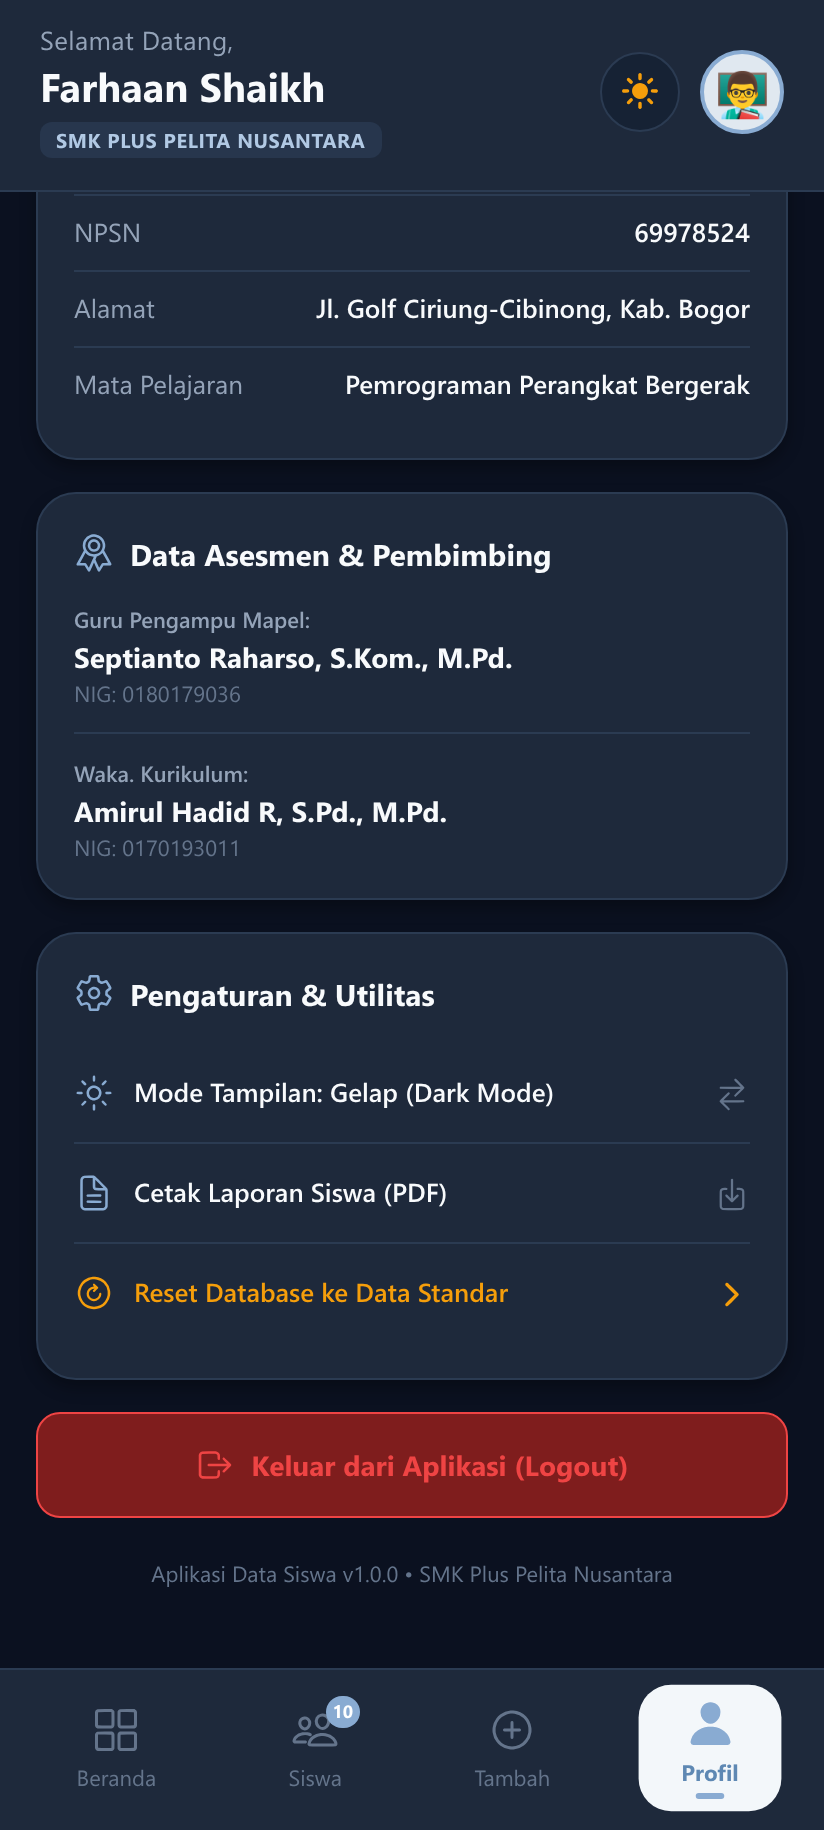 Selamat Datang,
Farhaan Shaikh
SMK PLUS PELITA NUSANTARA
NPSN 69978524
Alamat Jl. Golf Ciriung-Cibinong, Kab. Bogor
Mata Pelajaran Pemrograman Perangkat Bergerak
Data Asesmen & Pembimbing
Guru Pengampu Mapel:
Septianto Raharso, S.Kom., M.Pd.
NIG: 0180179036
Waka. Kurikulum:
Amirul Hadid R, S.Pd., M.Pd.
NIG: 0170193011
Pengaturan & Utilitas
Mode Tampilan: Gelap (Dark Mode)
Cetak Laporan Siswa (PDF)
Reset Database ke Data Standar
Keluar dari Aplikasi (Logout)
Aplikasi Data Siswa v1.0.0 • SMK Plus Pelita Nusantara
10
Beranda Siswa Tambah Profil